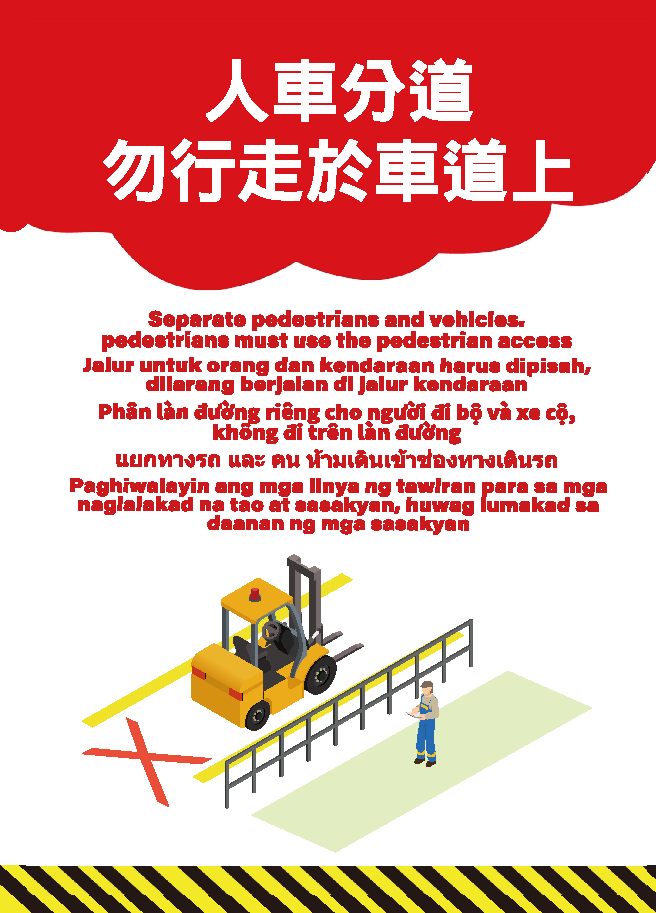 人車分道
勿行走於車道上
Separate pedestrians and vehicles.
pedestrians must use the pedestrian access
Jalur untuk orang dan kendaraan harus dipisah,
dilarang berjalan di jalur kendaraan
Phân làn đường riêng cho người đi bộ và xe cộ,
không đi trên làn đường
แยกทางรถ และ คน ห้ามเดินเข้าช่องทางเดินรถ
Paghiwalayin ang mga linya ng tawiran para sa mga
naglalakad na tao at sasakyan, huwag lumakad sa
daanan ng mga sasakyan